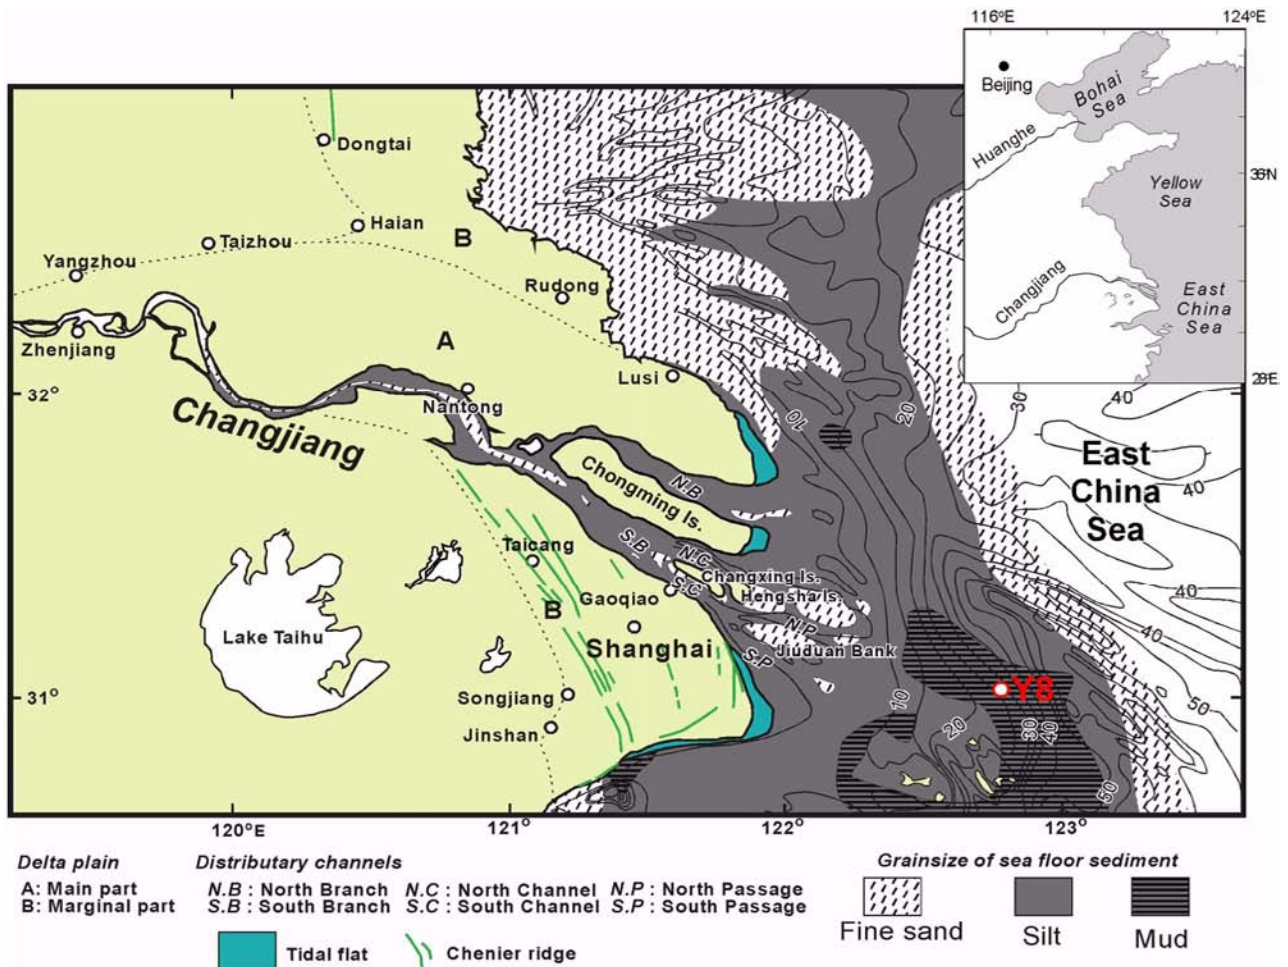 116ºE
124ºE
Beijing
Bohai
Sea
Huanghe
36N
Yellow
Sea
Changjiang
East
China
Sea
28E
Dongtai
Haian
B
Taizhou
Yangzhou
Rudong
Zhenjiang
A
Lusi
32°
Nantong
Changjiang
10
20
30
40
East
China
Sea
40
Chongming Is.
N.B
S.B
N.C
Taicang
Changxing Is.
S.C
Hengsha Is.
40
Gaoqiao
B
N.P
40
Lake Taihu
Shanghai
Jiuduan Bank
S.P
31°
Songjiang
Y8
10
50
Jinshan
20
30
40
50
120°E
121°
122°
123°
Delta plain
A: Main part
B: Marginal part
Distributary channels
N.B : North Branch
N.C : North Channel
N.P : North Passage
S.B : South Branch
S.C : South Channel
S.P : South Passage
Tidal flat
Chenier ridge
Grainsize of sea floor sediment
Fine sand
Silt
Mud